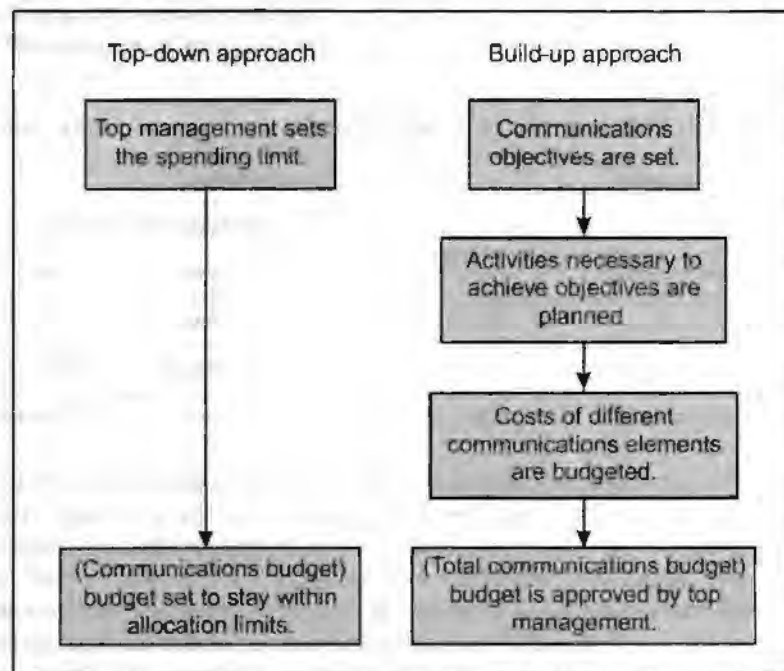 Top-down approach
Top management sets
the spending limit.
(Communications budget)
budget set to stay within
allocation limits.
Build-up approach
Communications
objectives are set.
Activities necessary to
achieve objectives are
planned
Costs of different
communications elements
are budgeted.
(Total communications budget)
budget is approved by top
management.